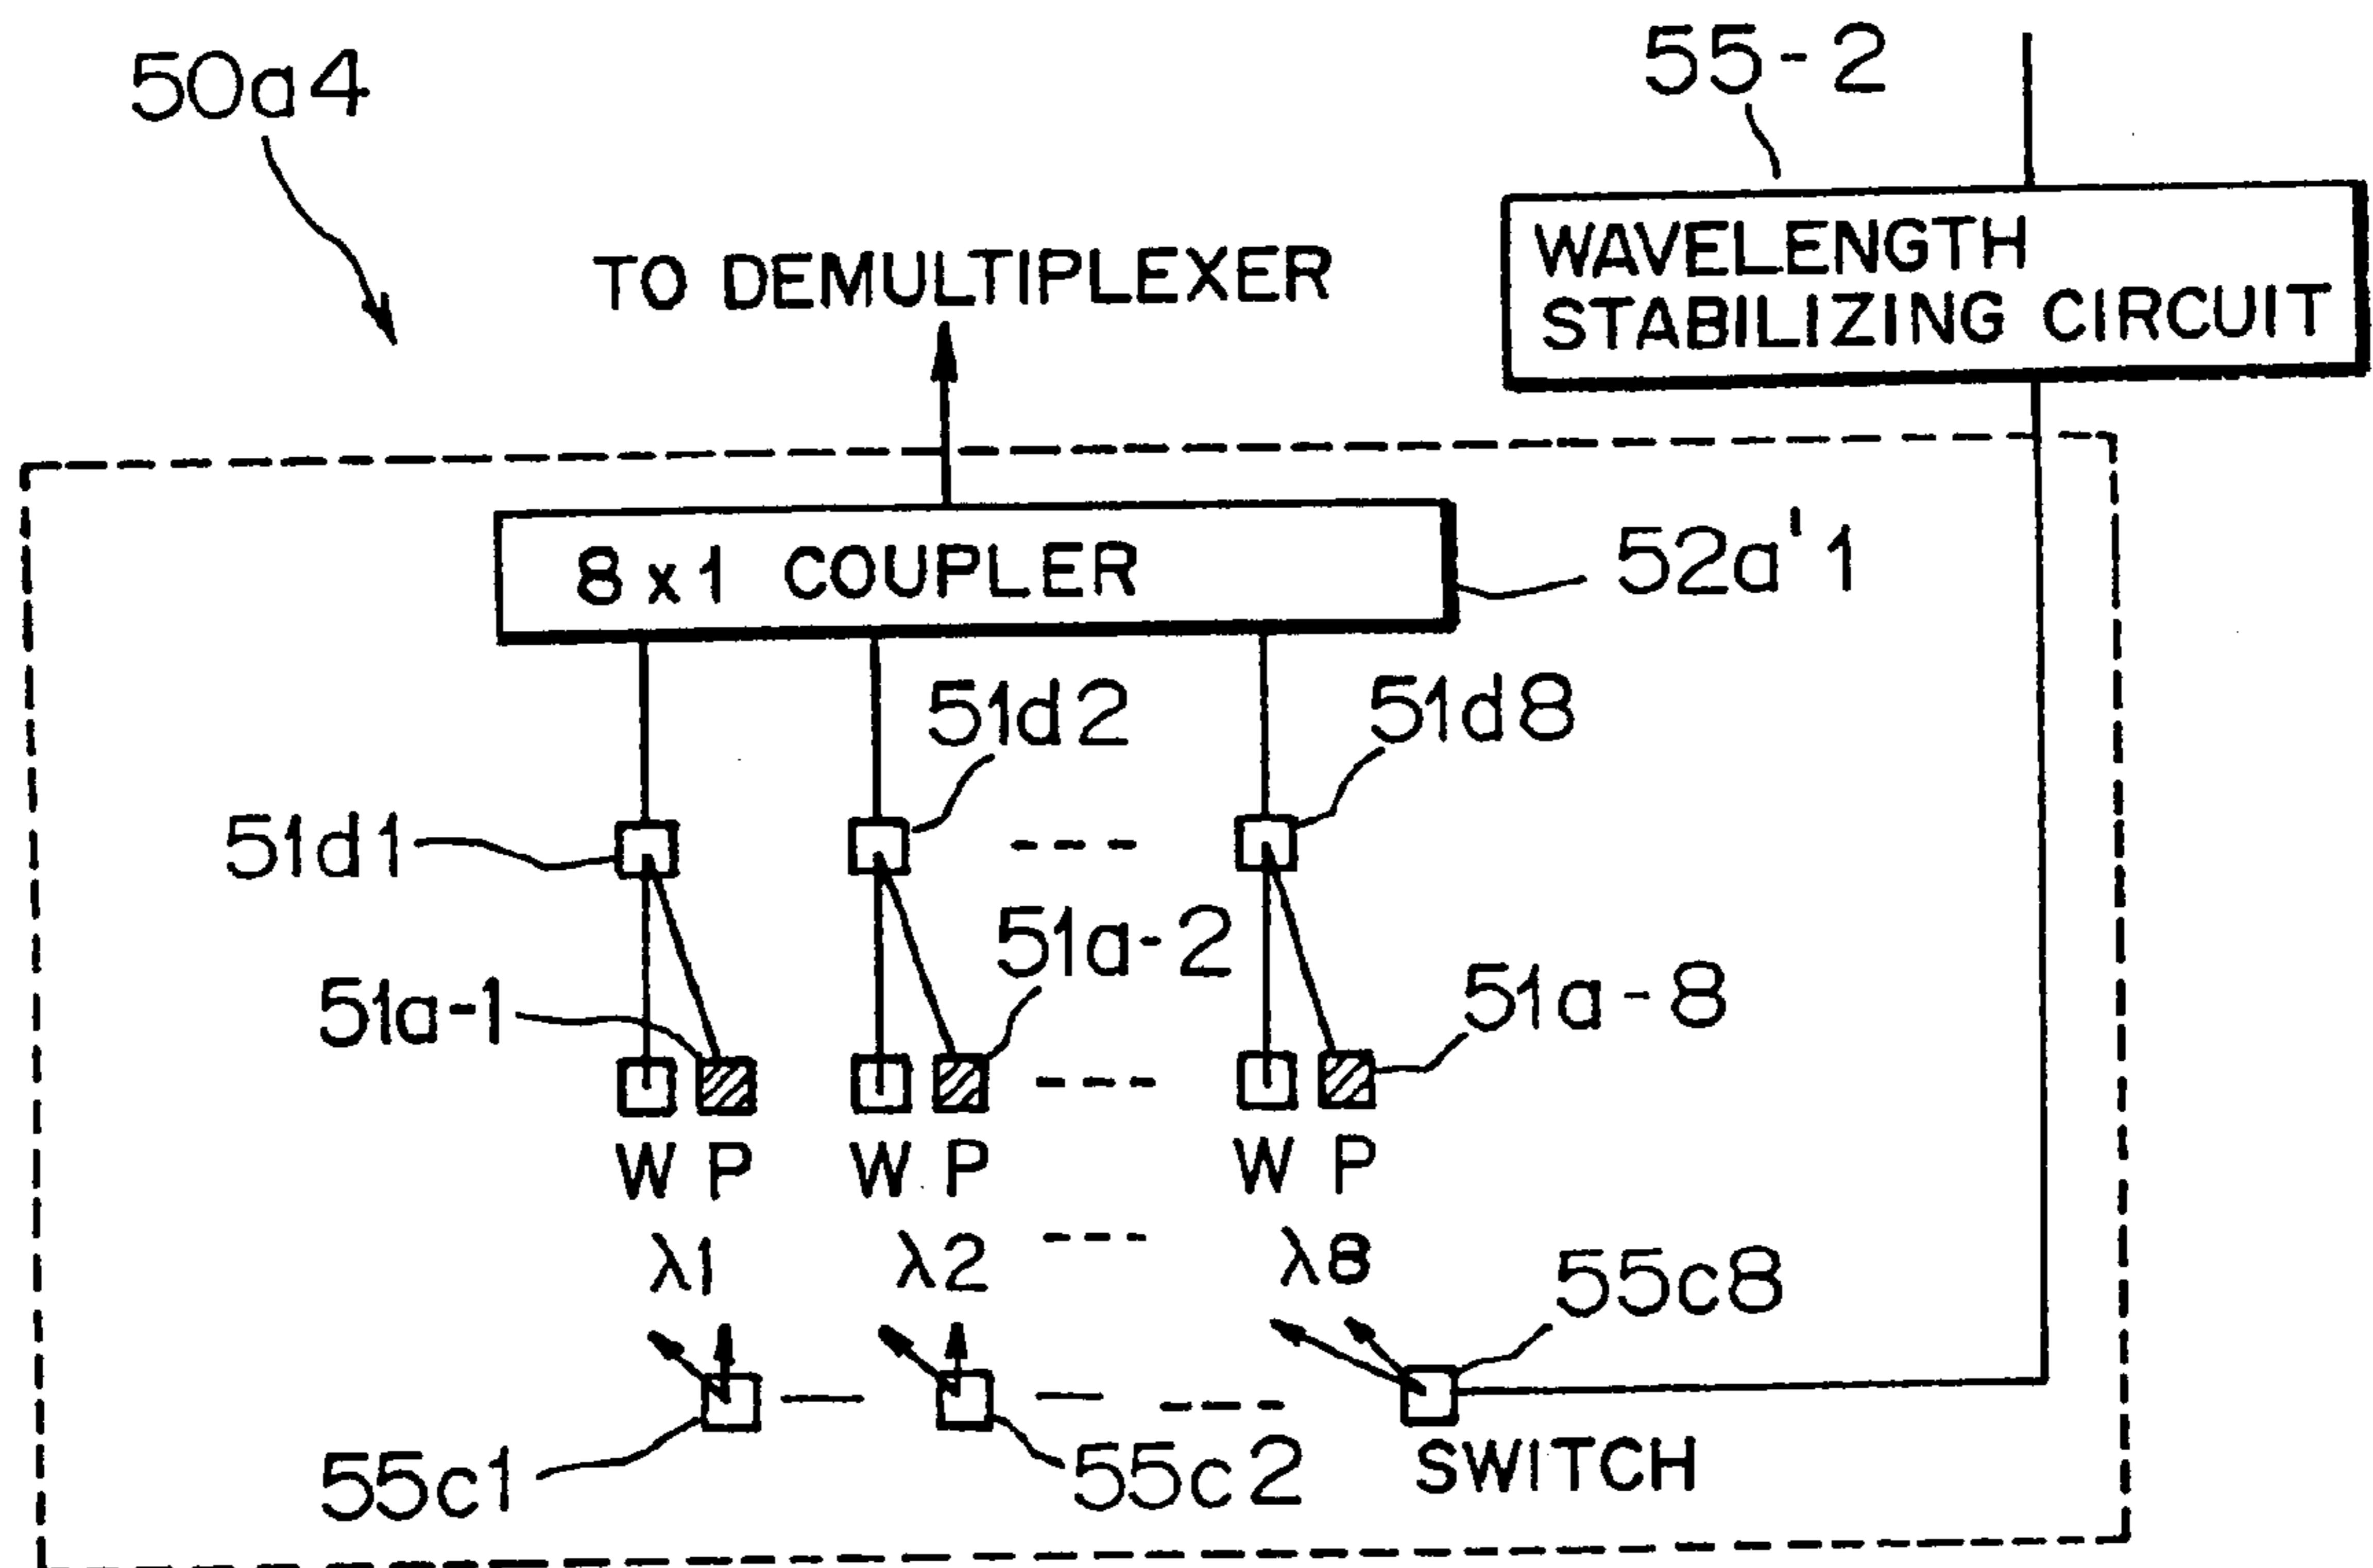 50a4
55-2
WAVELENGTH
STABILIZING CIRCUIT
TO DEMULTIPLEXER
8x1 COUPLER
52a'1
51d2
51d8
51d1
51a-2
51a-1
51a-8
W P W P W P
λ1 λ2 --- λ8
55c8
55c1
55c2
SWITCH